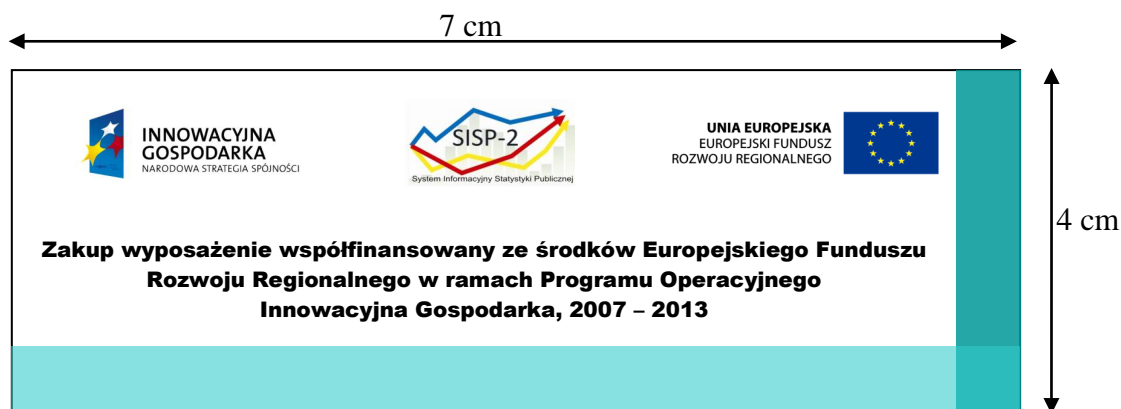 7 cm
INNOWACYJNA
GOSPODARKA
NARODOWA STRATEGIA SPÓJNOŚCI
SISP-2
System Informacyjny Statystyki Publicznej
UNIA EUROPEJSKA
EUROPEJSKI FUNDUSZ
ROZWOJU REGIONALNEGO
4 cm
Zakup wyposażenie współfinansowany ze środków Europejskiego Funduszu
Rozwoju Regionalnego w ramach Programu Operacyjnego
Innowacyjna Gospodarka, 2007 – 2013